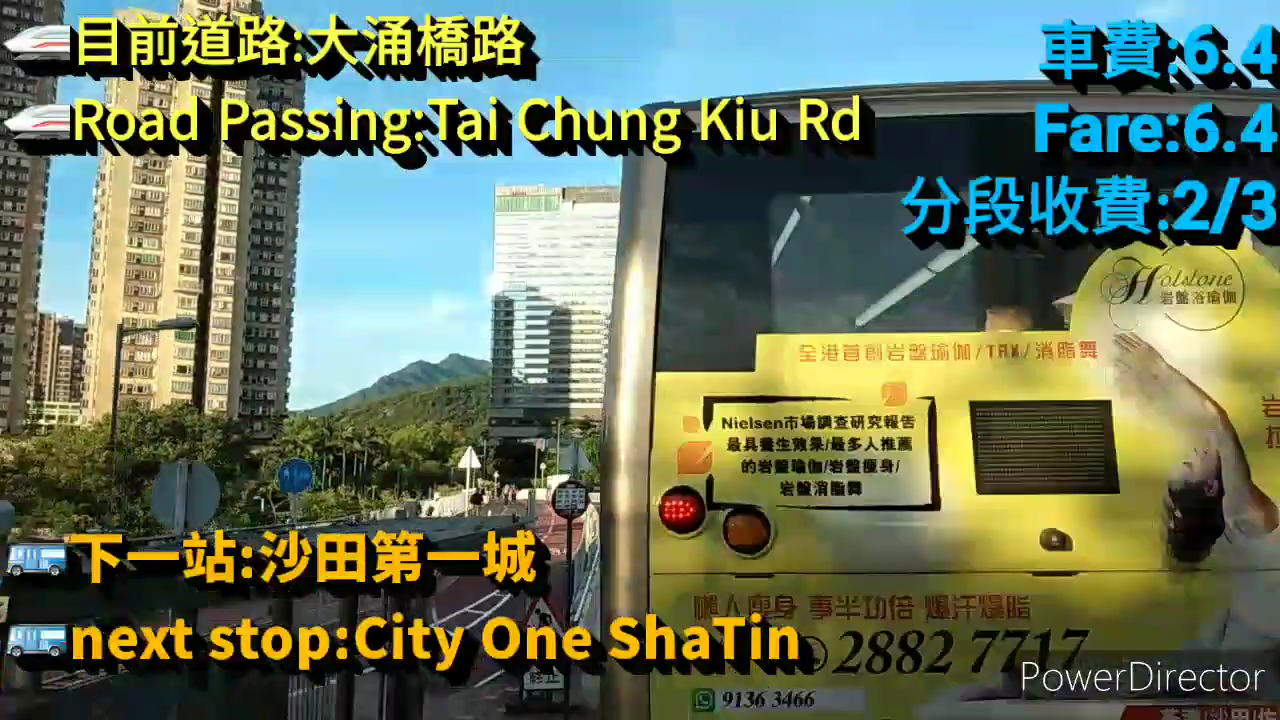 目前道路:大涌橋路
Road Passing:Tai Chung Kiu Rd
車費:6.4
Fare:6.4
分段收費:2/3
Hotstone
岩盤浴瑜伽
全港首創岩盤瑜伽/TRX/消脂舞
Nielsen市場調查研究報告
最具養生效果/最多人推薦
的岩盤瑜伽/岩盤瘦身/
岩盤消脂舞
下一站:沙田第一城
next stop:City One ShaTin
懶人瘦身 事半功倍 爆汗爆脂
2882 7717
9136 3466
PowerDirector